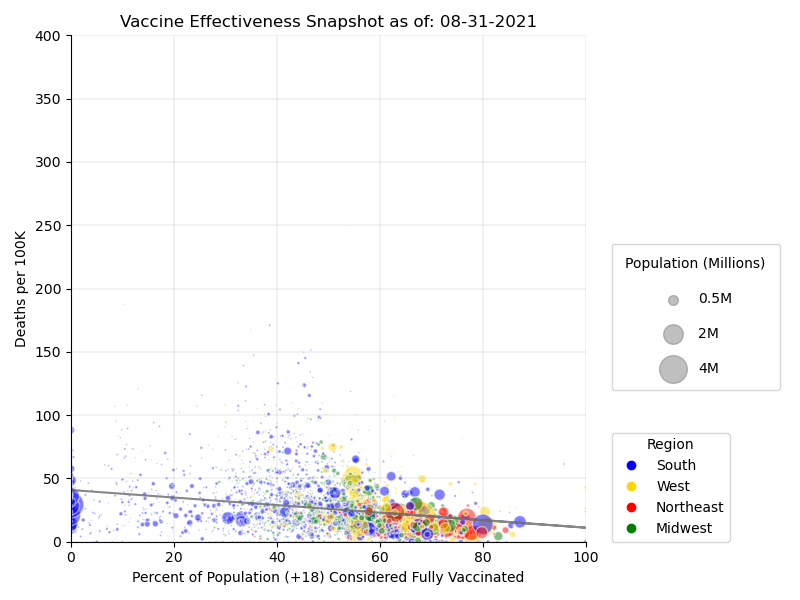 Vaccine Effectiveness Snapshot as of: 08-31-2021
400
350
300
250
200
150
100
50
0
Deaths per 100K
0 20 40 60 80 100
Percent of Population (+18) Considered Fully Vaccinated
Population (Millions)
0.5M
2M
4M
Region
South
West
Northeast
Midwest